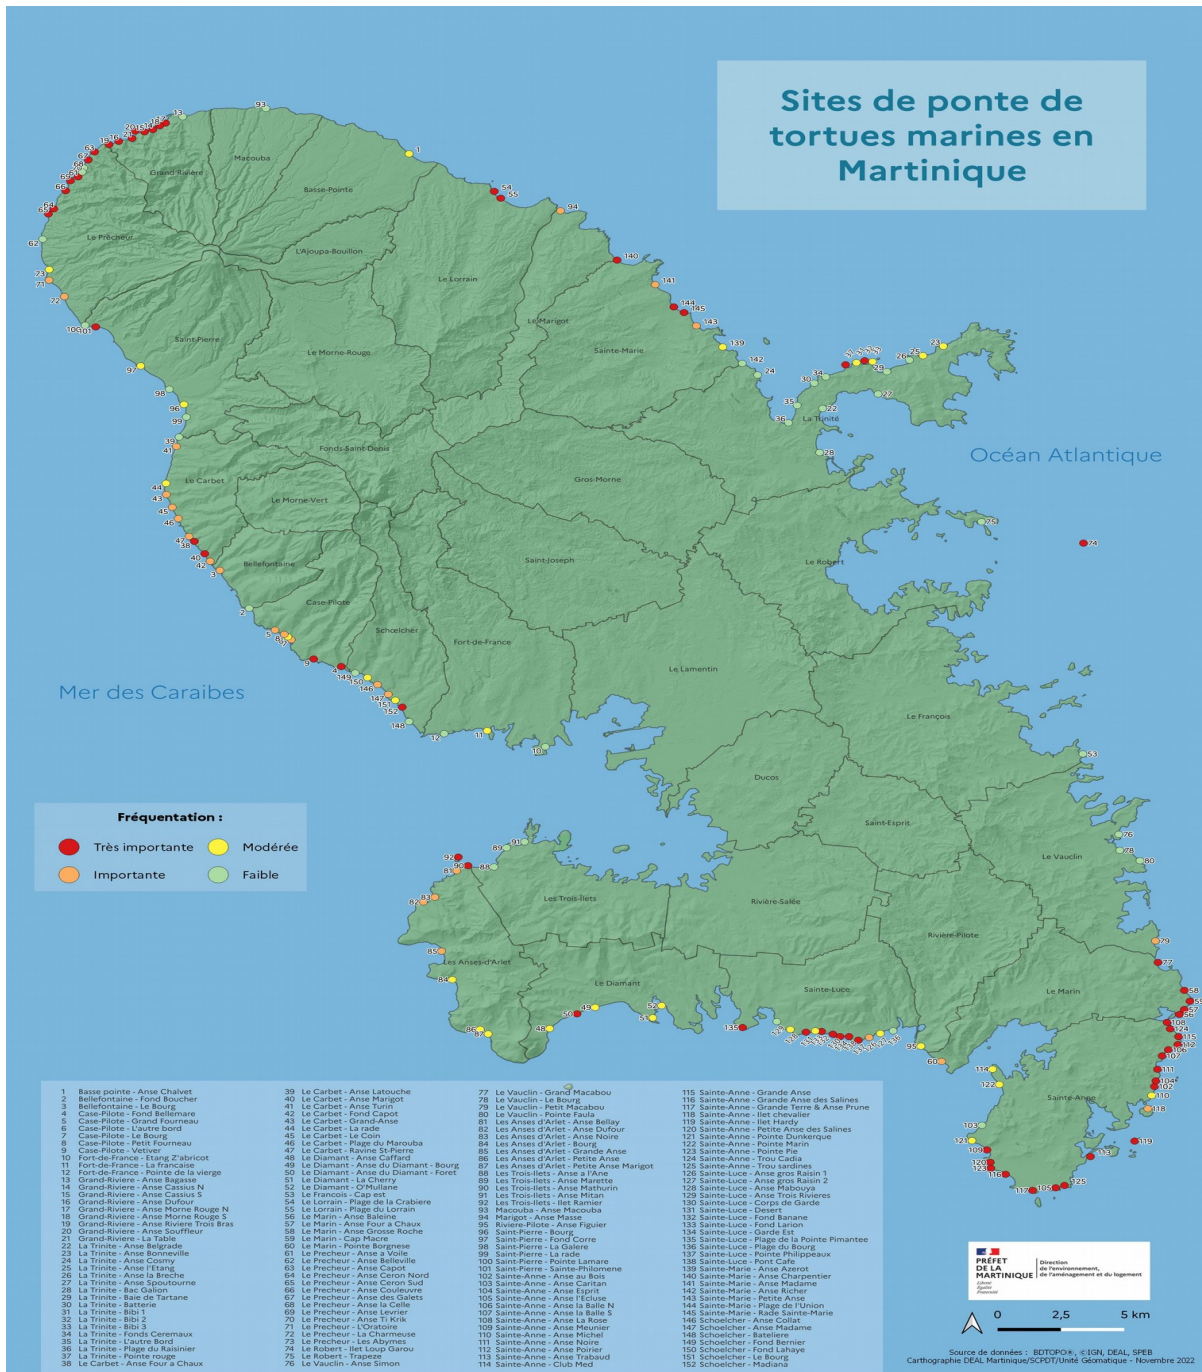 Sites de ponte de
tortues marines en
Martinique
Macouba
Grand-Rivière
Basse-Pointe
Le Prêcheur
L'Ajoupa-Bouillon
Le Lorrain
Le Marigot
Saint-Pierre
Le Morne-Rouge
Sainte-Marie
La Trinité
Fonds-Saint-Denis
Océan Atlantique
Le Carbet
Gros-Morne
Le Morne-Vert
Bellefontaine
Saint-Joseph
Le Robert
Case-Pilote
Schœlcher
Fort-de-France
Le Lamentin
Mer des Caraibes
Le François
Ducos
Saint-Esprit
Fréquentation :
Très importante
Modérée
Importante
Faible
Le Vauclin
Les Trois-Îlets
Rivière-Salée
Rivière-Pilote
Les Anses-d'Arlet
Le Diamant
Sainte-Luce
Le Marin
Sainte-Anne
1 Basse pointe - Anse Chalvet
2 Bellefontaine - Fond Boucher
3 Bellefontaine - Le Bourg
4 Case-Pilote - Fond Bellemare
5 Case-Pilote - Grand Fourneau
6 Case-Pilote - L'autre bord
7 Case-Pilote - Le Bourg
8 Case-Pilote - Petit Fourneau
9 Case-Pilote - Vetiver
10 Fort-de-France - Etang Z'abricot
11 Fort-de-France - La francaise
12 Fort-de-France - Pointe de la vierge
13 Grand-Riviere - Anse Bagasse
14 Grand-Riviere - Anse Cassius N
15 Grand-Riviere - Anse Cassius S
16 Grand-Riviere - Anse Dufour
17 Grand-Riviere - Anse Morne Rouge N
18 Grand-Riviere - Anse Morne Rouge S
19 Grand-Riviere - Anse Riviere Trois Bras
20 Grand-Riviere - Anse Souffleur
21 Grand-Riviere - La Table
22 La Trinite - Anse Belgrade
23 La Trinite - Anse Bonneville
24 La Trinite - Anse Cosmy
25 La Trinite - Anse l'Etang
26 La Trinite - Anse la Breche
27 La Trinite - Anse Spoutourne
28 La Trinite - Bac Galion
29 La Trinite - Baie de Tartane
30 La Trinite - Batterie
31 La Trinite - Bibi 1
32 La Trinite - Bibi 2
33 La Trinite - Bibi 3
34 La Trinite - Fonds Ceremaux
35 La Trinite - L'autre Bord
36 La Trinite - Plage du Raisinier
37 La Trinite - Pointe rouge
38 Le Carbet - Anse Four a Chaux
39 Le Carbet - Anse Latouche
40 Le Carbet - Anse Marigot
41 Le Carbet - Anse Turin
42 Le Carbet - Fond Capot
43 Le Carbet - Grand-Anse
44 Le Carbet - La rade
45 Le Carbet - Le Coin
46 Le Carbet - Plage du Marouba
47 Le Carbet - Ravine St-Pierre
48 Le Diamant - Anse Caffard
49 Le Diamant - Anse du Diamant - Bourg
50 Le Diamant - Anse du Diamant - Foret
51 Le Diamant - La Cherry
52 Le Diamant - O'Mullane
53 Le Francois - Cap est
54 Le Lorrain - Plage de la Crabiere
55 Le Lorrain - Plage du Lorrain
56 Le Marin - Anse Baleine
57 Le Marin - Anse Four a Chaux
58 Le Marin - Anse Grosse Roche
59 Le Marin - Cap Macre
60 Le Marin - Pointe Borgnese
61 Le Precheur - Anse a Voile
62 Le Precheur - Anse Belleville
63 Le Precheur - Anse Capot
64 Le Precheur - Anse Ceron Nord
65 Le Precheur - Anse Ceron Sud
66 Le Precheur - Anse Couleuvre
67 Le Precheur - Anse des Galets
68 Le Precheur - Anse la Celle
69 Le Precheur - Anse Levrier
70 Le Precheur - Anse Ti Krik
71 Le Precheur - L'Oratoire
72 Le Precheur - La Charmeuse
73 Le Precheur - Les Abymes
74 Le Robert - Ilet Loup Garou
75 Le Robert - Trapeze
76 Le Vauclin - Anse Simon
77 Le Vauclin - Grand Macabou
78 Le Vauclin - Le Bourg
79 Le Vauclin - Petit Macabou
80 Le Vauclin - Pointe Faula
81 Les Anses d'Arlet - Anse Bellay
82 Les Anses d'Arlet - Anse Dufour
83 Les Anses d'Arlet - Anse Noire
84 Les Anses d'Arlet - Bourg
85 Les Anses d'Arlet - Grande Anse
86 Les Anses d'Arlet - Petite Anse
87 Les Anses d'Arlet - Petite Anse Marigot
88 Les Trois-Ilets - Anse a l'Ane
89 Les Trois-Ilets - Anse Marette
90 Les Trois-Ilets - Anse Mathurin
91 Les Trois-Ilets - Anse Mitan
92 Les Trois-Ilets - Ilet Ramier
93 Macouba - Anse Macouba
94 Marigot - Anse Masse
95 Riviere-Pilote - Anse Figuier
96 Saint-Pierre - Bourg
97 Saint-Pierre - Fond Corre
98 Saint-Pierre - La Galere
99 Saint-Pierre - La rade
100 Saint-Pierre - Pointe Lamare
101 Saint-Pierre - Sainte-Philomene
102 Sainte-Anne - Anse au Bois
103 Sainte-Anne - Anse Caritan
104 Sainte-Anne - Anse Esprit
105 Sainte-Anne - Anse l'Ecluse
106 Sainte-Anne - Anse la Balle N
107 Sainte-Anne - Anse la Balle S
108 Sainte-Anne - Anse La Rose
109 Sainte-Anne - Anse Meunier
110 Sainte-Anne - Anse Michel
111 Sainte-Anne - Anse Noire
112 Sainte-Anne - Anse Poirier
113 Sainte-Anne - Anse Trabaud
114 Sainte-Anne - Club Med
115 Sainte-Anne - Grande Anse
116 Sainte-Anne - Grande Anse des Salines
117 Sainte-Anne - Grande Terre & Anse Prune
118 Sainte-Anne - Ilet chevalier
119 Sainte-Anne - Ilet Hardy
120 Sainte-Anne - Petite Anse des Salines
121 Sainte-Anne - Pointe Dunkerque
122 Sainte-Anne - Pointe Marin
123 Sainte-Anne - Pointe Pie
124 Sainte-Anne - Trou Cadia
125 Sainte-Anne - Trou sardines
126 Sainte-Luce - Anse gros Raisin 1
127 Sainte-Luce - Anse gros Raisin 2
128 Sainte-Luce - Anse Mabouya
129 Sainte-Luce - Anse Trois Rivieres
130 Sainte-Luce - Corps de Garde
131 Sainte-Luce - Desert
132 Sainte-Luce - Fond Banane
133 Sainte-Luce - Fond Larion
134 Sainte-Luce - Garde Est
135 Sainte-Luce - Plage de la Pointe Pimantee
136 Sainte-Luce - Plage du Bourg
137 Sainte-Luce - Pointe Philippeaux
138 Sainte-Luce - Pont Cafe
139 Sainte-Marie - Anse Azerot
140 Sainte-Marie - Anse Charpentier
141 Sainte-Marie - Anse Madame
142 Sainte-Marie - Anse Richer
143 Sainte-Marie - Petite Anse
144 Sainte-Marie - Plage de l'Union
145 Sainte-Marie - Rade Sainte-Marie
146 Schoelcher - Anse Collat
147 Schoelcher - Anse Madame
148 Schoelcher - Bateliere
149 Schoelcher - Fond Bernier
150 Schoelcher - Fond Lahaye
151 Schoelcher - Le Bourg
152 Schoelcher - Madiana
PRÉFET
DE LA
MARTINIQUE
Liberté
Égalité
Fraternité
Direction
de l'environnement,
de l'aménagement et du logement
0 2,5 5 km
Source de données : BDTOPO®, ©IGN, DEAL, SPEB
Cartographie DEAL Martinique/SCPDT/Unité Géomatique - Novembre 2022